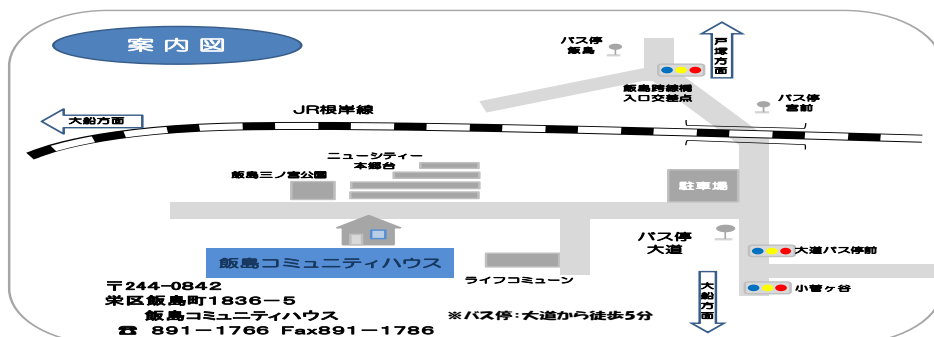 案内図
バス停
飯島
戸塚方面
飯島跨線橋
入口交差点
バス停
宮前
JR根岸線
大船方面
ニューシティー
本郷台
飯島三ノ宮公園
駐車場
バス停
大道
大道バス停前
飯島コミュニティハウス
ライフコミューン
小菅ヶ谷
大船方面
〒244-0842
栄区飯島町1836-5
飯島コミュニティハウス
☎ 891-1766 Fax891-1786
※バス停:大道から徒歩5分